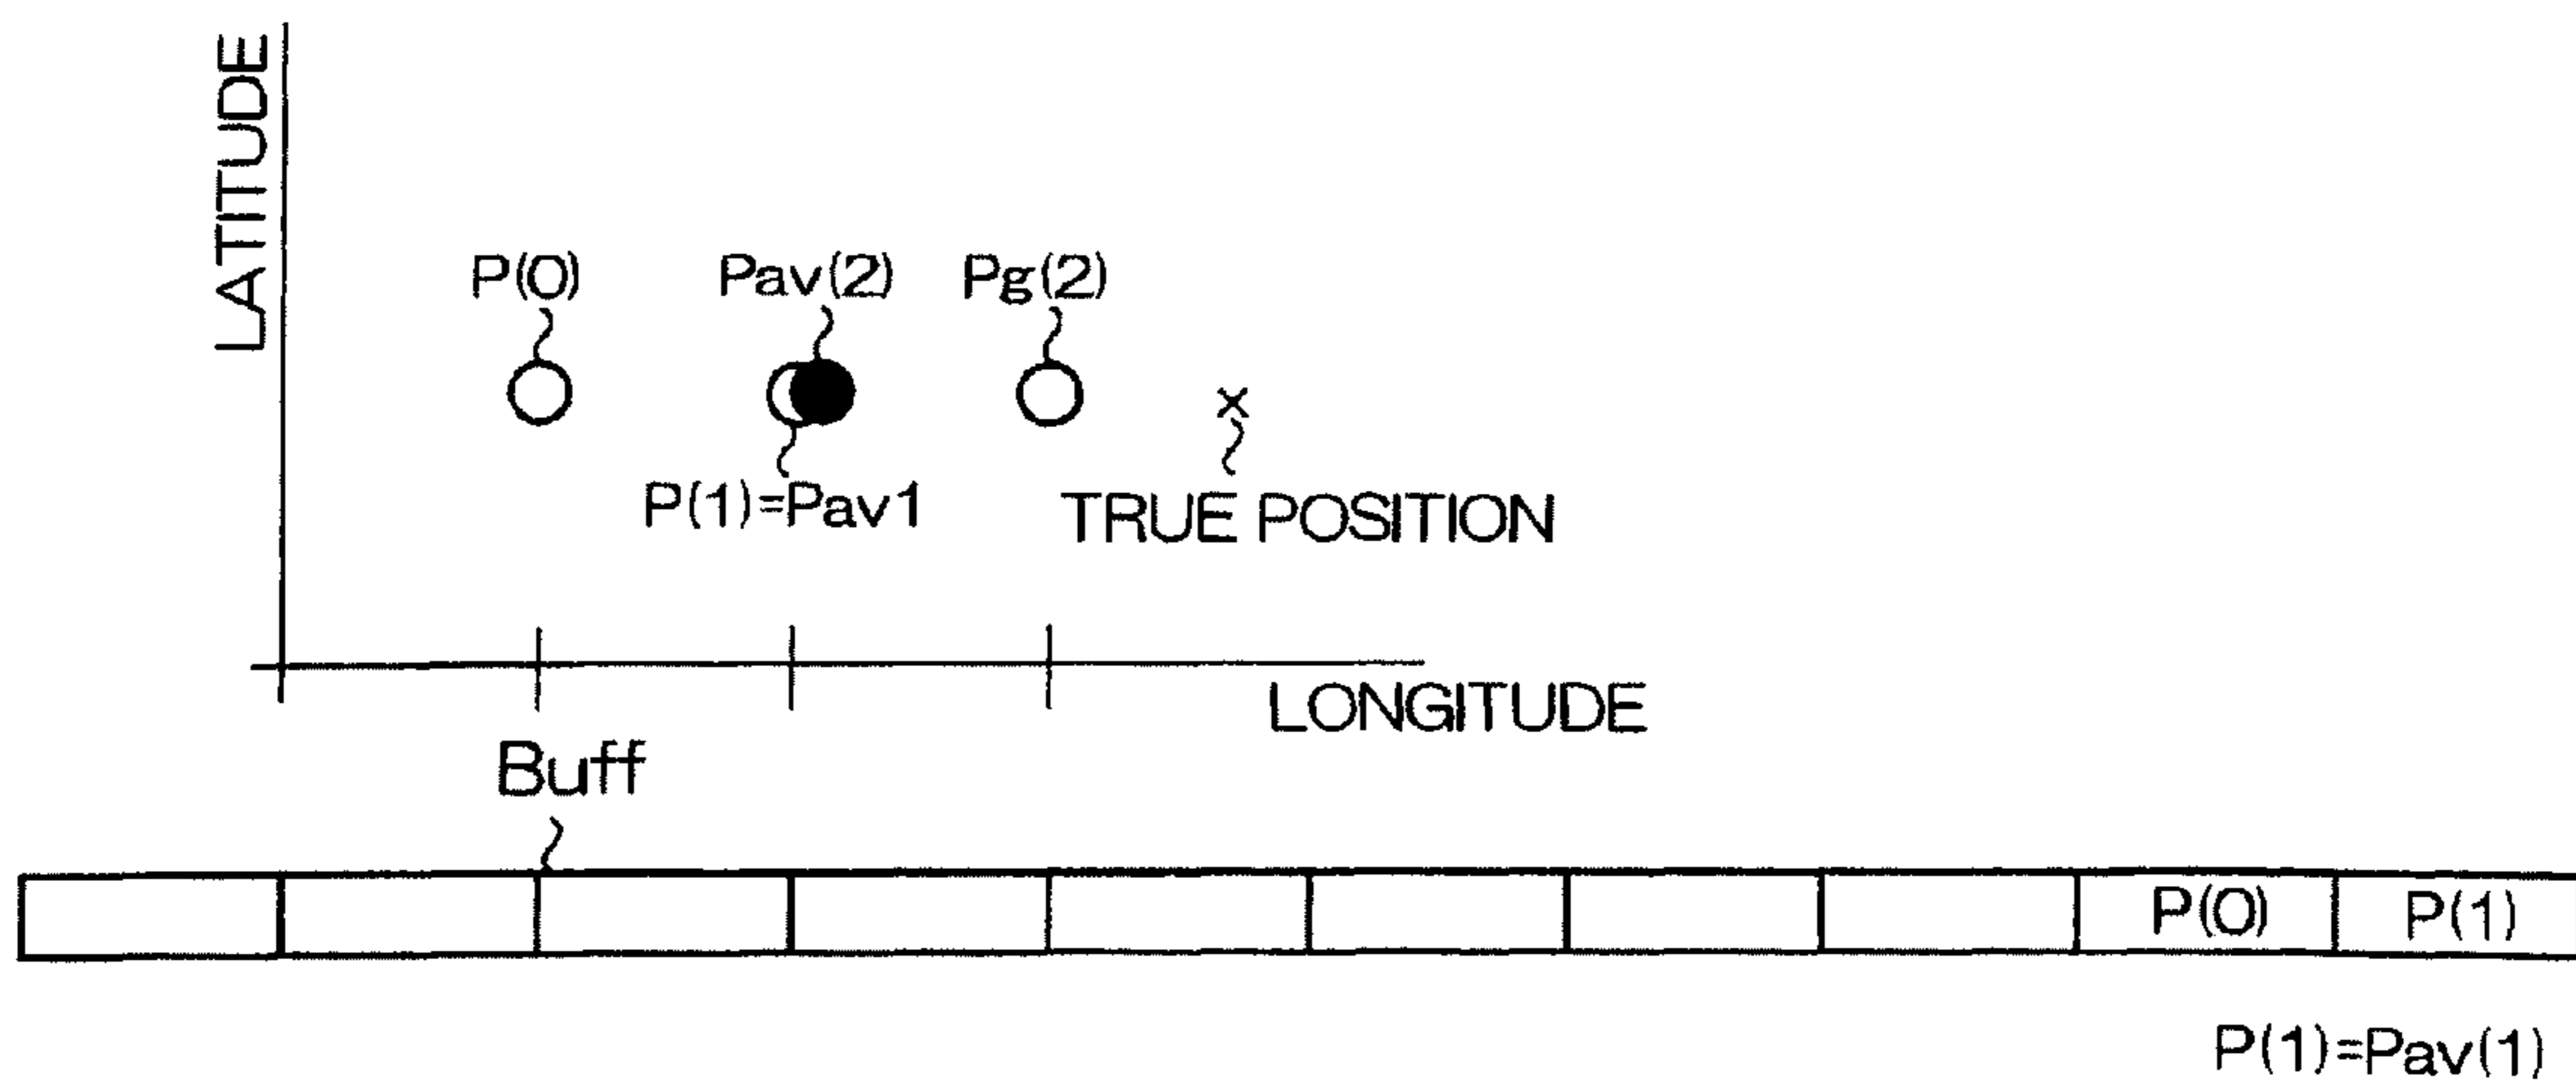 LATITUDE
P(0) Pav(2) Pg(2)
P(1)=Pav1 TRUE POSITION
×
LONGITUDE
Buff
P(0) P(1)
P(1)=Pav(1)